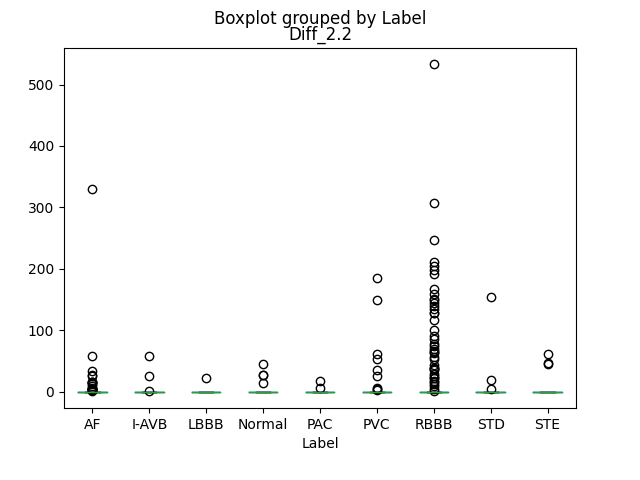 Boxplot grouped by Label
Diff_2.2
500
400
300
200
100
0
AF I-AVB LBBB Normal PAC PVC RBBB STD STE
Label